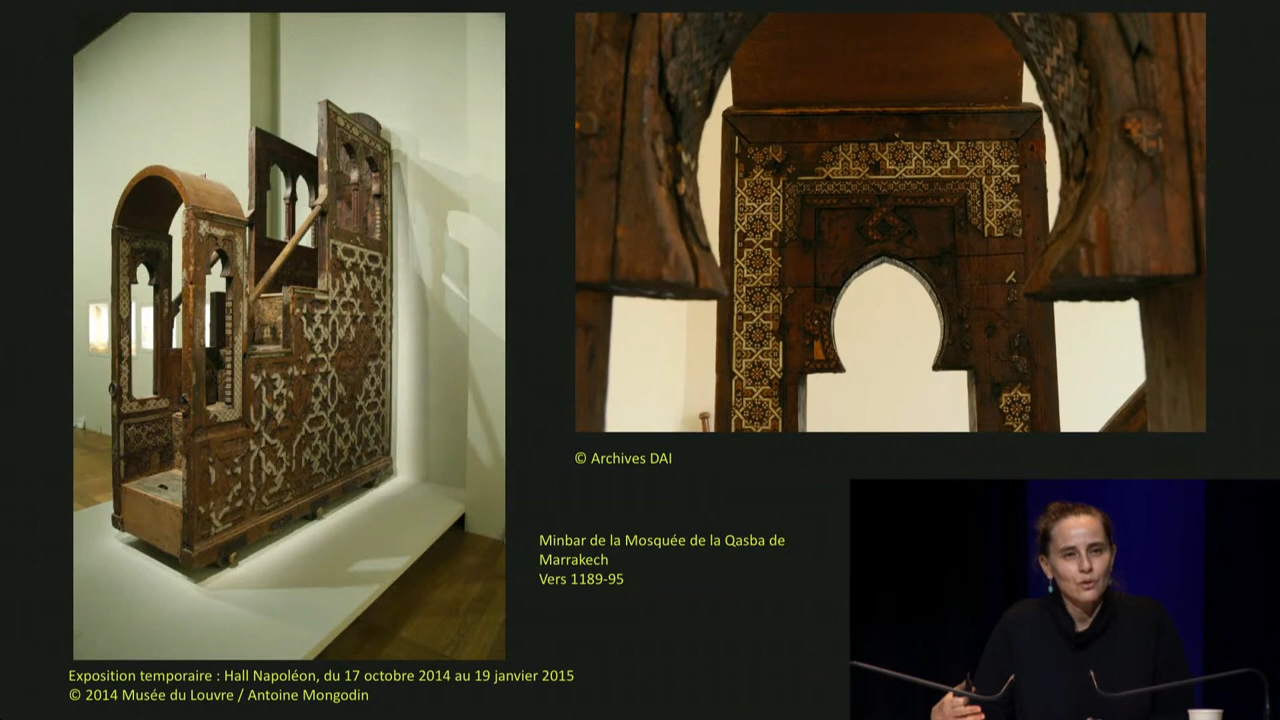 © Archives DAI
Minbar de la Mosquée de la Qasba de
Marrakech
Vers 1189-95
Exposition temporaire : Hall Napoléon, du 17 octobre 2014 au 19 janvier 2015
© 2014 Musée du Louvre / Antoine Mongodin